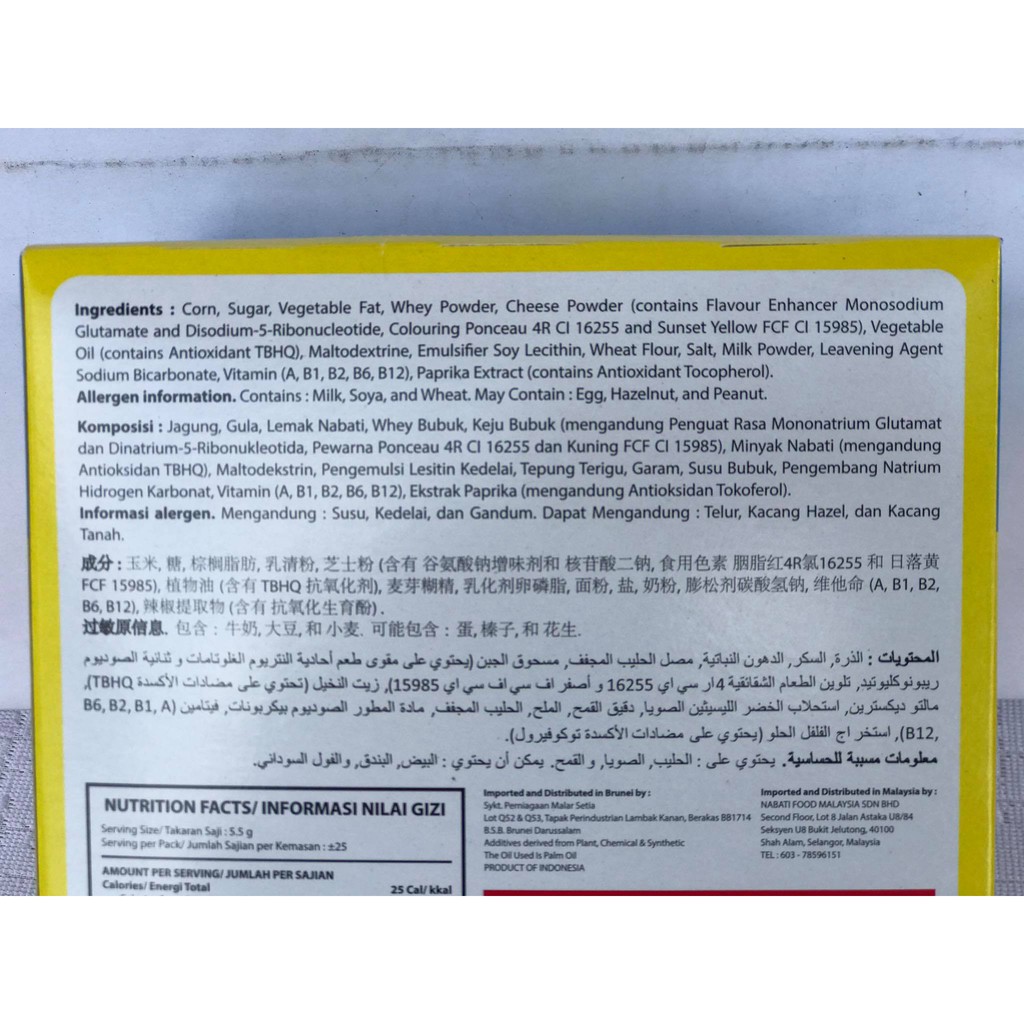 Ingredients : Corn, Sugar, Vegetable Fat, Whey Powder, Cheese Powder (contains Flavour Enhancer Monosodium
Glutamate and Disodium-5-Ribonucleotide, Colouring Ponceau 4R CI 16255 and Sunset Yellow FCF CI 15985), Vegetable
Oil (contains Antioxidant TBHQ), Maltodextrine, Emulsifier Soy Lecithin, Wheat Flour, Salt, Milk Powder, Leavening Agent
Sodium Bicarbonate, Vitamin (A, B1, B2, B6, B12), Paprika Extract (contains Antioxidant Tocopherol).
Allergen information. Contains : Milk, Soya, and Wheat. May Contain : Egg, Hazelnut, and Peanut.
Komposisi : Jagung, Gula, Lemak Nabati, Whey Bubuk, Keju Bubuk (mengandung Penguat Rasa Mononatrium Glutamat
dan Dinatrium-5-Ribonukleotida, Pewarna Ponceau 4R CI 16255 dan Kuning FCF CI 15985), Minyak Nabati (mengandung
Antioksidan TBHQ), Maltodekstrin, Pengemulsi Lesitin Kedelai, Tepung Terigu, Garam, Susu Bubuk, Pengembang Natrium
Hidrogen Karbonat, Vitamin (A, B1, B2, B6, B12), Ekstrak Paprika (mengandung Antioksidan Tokoferol).
Informasi alergen. Mengandung : Susu, Kedelai, dan Gandum. Dapat Mengandung : Telur, Kacang Hazel, dan Kacang
Tanah.
成分 : 玉米, 糖, 棕榈脂肪, 乳清粉, 芝士粉 (含有 谷氨酸钠增味剂和 核苷酸二钠, 食用色素 胭脂红4R氯16255 和 日落黄
FCF 15985), 植物油 (含有 TBHQ 抗氧化剂), 麦芽糊精, 乳化剂卵磷脂, 面粉, 盐, 奶粉, 膨松剂碳酸氢钠, 维他命 (A, B1, B2,
B6, B12), 辣椒提取物 (含有 抗氧化生育酚) .
过敏原信息. 包含 : 牛奶, 大豆, 和 小麦. 可能包含 : 蛋, 榛子, 和 花生.
المحتويات : الذرة, السكر, الدهون النباتية, مصل الحليب المجفف, مسحوق الجبن (يحتوي على مقوى طعم أحادية النتريوم الغلوتامات و ثنائية الصوديوم
ريبونوكليوتيد, تلوين الطعام الشقائقية 4ار سي اي 16255 و أصفر اف سي اف سي اي 15985), زيت النخيل (تحتوي على مضادات الأكسدة TBHQ),
مالتو ديكسترين, استحلاب الخضر الليسيثين الصويا, دقيق القمح, الملح, الحليب المجفف, مادة المطور الصوديوم بيكربونات, فيتامين (B6, B2, B1, A
B12,), استخر اج الفلفل الحلو (يحتوي على مضادات الأكسدة توكوفيرول).
معلومات مسببة للحساسية. يحتوي على : الحليب, الصويا, و القمح. يمكن أن يحتوي : البيض, البندق, والفول السوداني.
NUTRITION FACTS/ INFORMASI NILAI GIZI
Serving Size/ Takaran Saji : 5.5 g
Serving per Pack/ Jumlah Sajian per Kemasan : ±25
AMOUNT PER SERVING/ JUMLAH PER SAJIAN
Calories/ Energi Total 25 Cal/ kkal
Imported and Distributed in Brunei by :
Sykt. Perniagaan Malar Setia
Lot Q52 & Q53, Tapak Perindustrian Lambak Kanan, Berakas BB1714
B.S.B. Brunei Darussalam
Additives derived from Plant, Chemical & Synthetic
The Oil Used Is Palm Oil
PRODUCT OF INDONESIA
Imported and Distributed in Malaysia by :
NABATI FOOD MALAYSIA SDN BHD
Second Floor, Lot 8 Jalan Astaka U8/84
Seksyen U8 Bukit Jelutong, 40100
Shah Alam, Selangor, Malaysia
TEL : 603 - 78596151